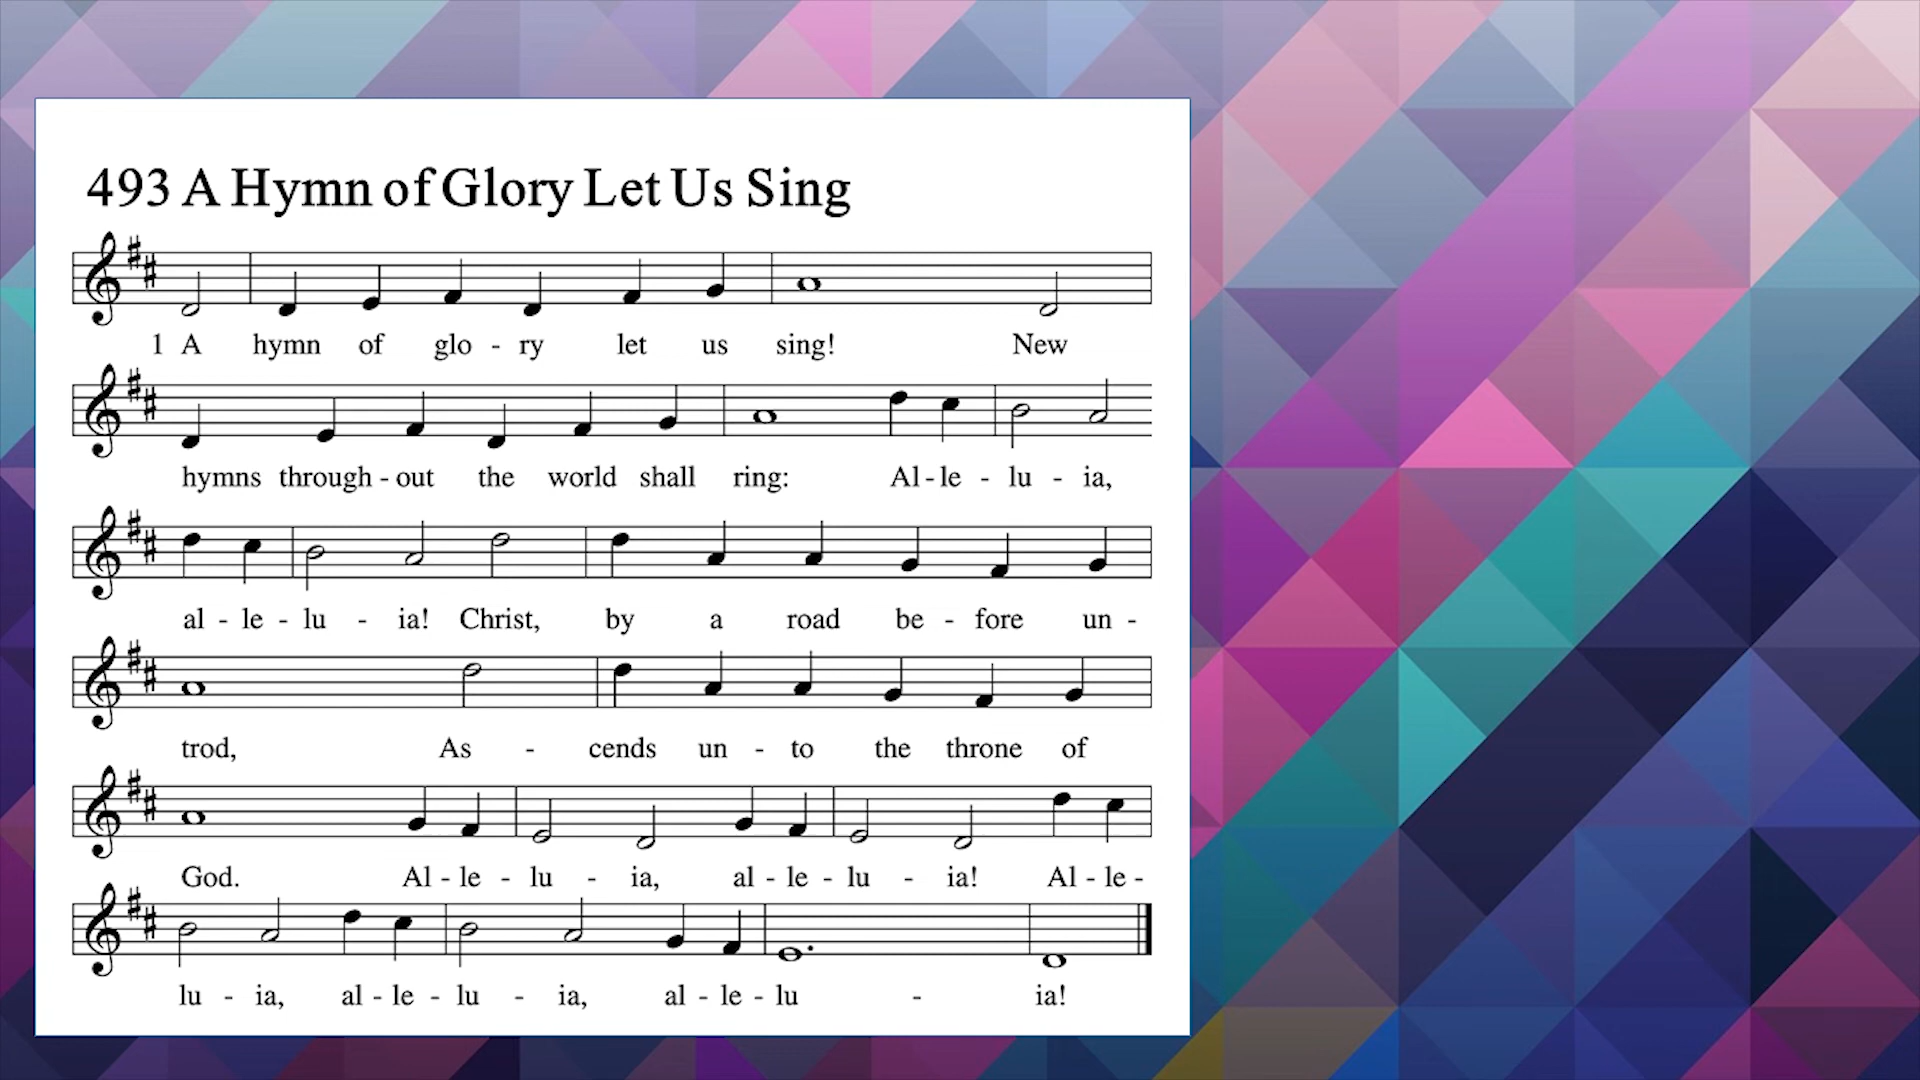 493 A Hymn of Glory Let Us Sing
1 A hymn of glo - ry let us sing! New
hymns through - out the world shall ring: Al - le - lu - ia,
al - le - lu - ia! Christ, by a road be - fore un -
trod, As - cends un - to the throne of
God. Al - le - lu - ia, al - le - lu - ia! Al - le -
lu - ia, al - le - lu - ia, al - le - lu - ia!